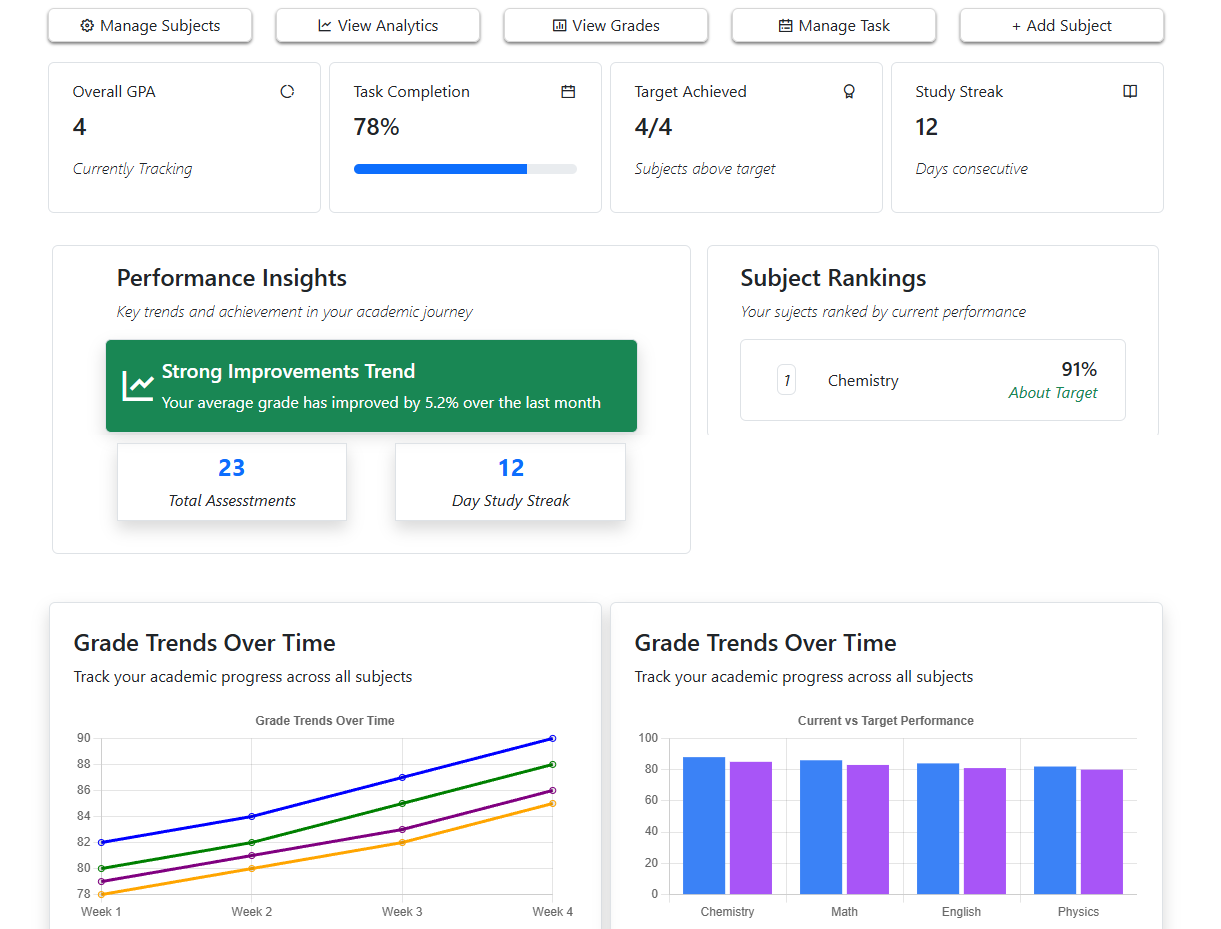 Manage Subjects
View Analytics
View Grades
Manage Task
+ Add Subject
Overall GPA
4
Currently Tracking
Task Completion
78%
Target Achieved
4/4
Subjects above target
Study Streak
12
Days consecutive
Performance Insights
Key trends and achievement in your academic journey
Strong Improvements Trend
Your average grade has improved by 5.2% over the last month
23
Total Assesstments
12
Day Study Streak
Subject Rankings
Your sujects ranked by current performance
1
Chemistry
91%
About Target
Grade Trends Over Time
Track your academic progress across all subjects
Grade Trends Over Time
90
88
86
84
82
80
78
Week 1
Week 2
Week 3
Week 4
Grade Trends Over Time
Track your academic progress across all subjects
Current vs Target Performance
100
80
60
40
20
0
Chemistry
Math
English
Physics